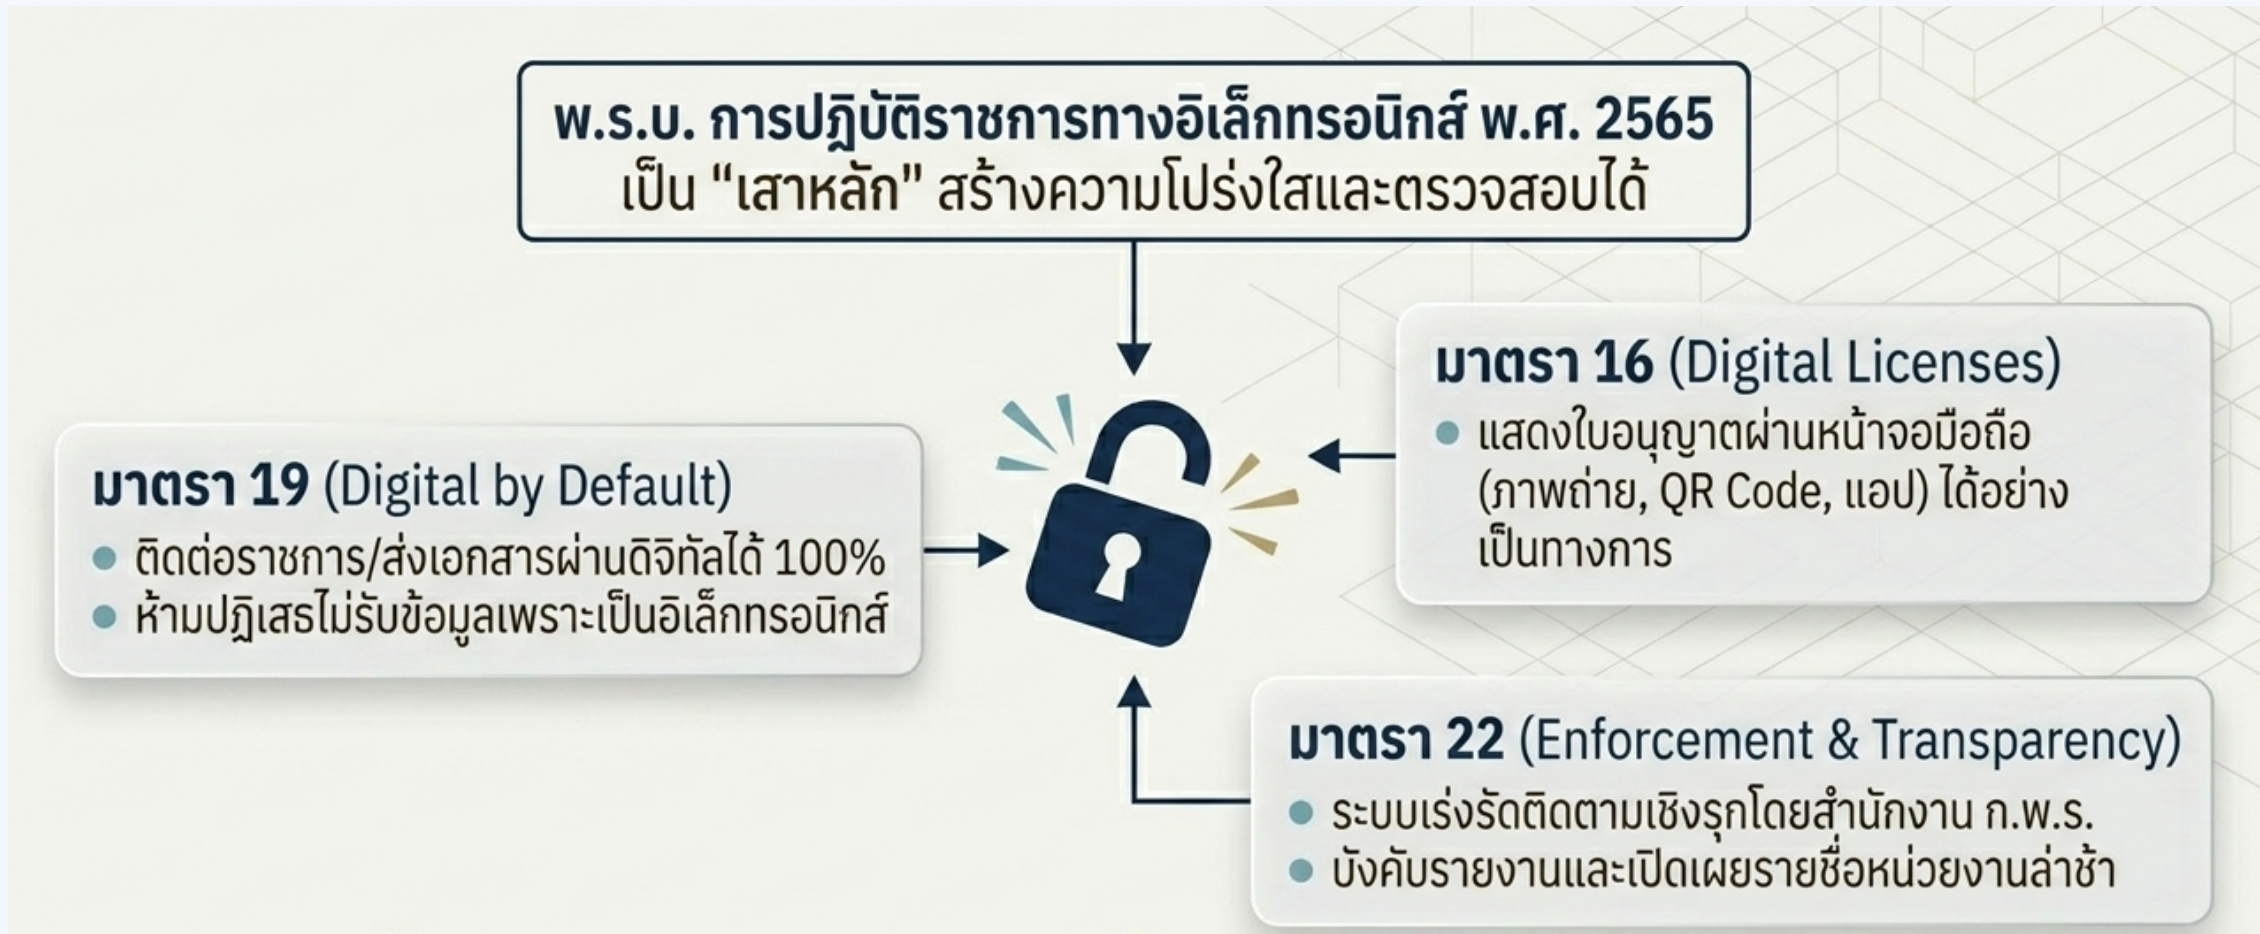 พ.ร.บ. การปฏิบัติราชการทางอิเล็กทรอนิกส์ พ.ศ. 2565
เป็น “เสาหลัก” สร้างความโปร่งใสและตรวจสอบได้
มาตรา 19 (Digital by Default)
ติดต่อราชการ/ส่งเอกสารผ่านดิจิทัลได้ 100%
ห้ามปฏิเสธไม่รับข้อมูลเพราะเป็นอิเล็กทรอนิกส์
มาตรา 16 (Digital Licenses)
แสดงใบอนุญาตผ่านหน้าจอมือถือ
(ภาพถ่าย, QR Code, แอป) ได้อย่าง
เป็นทางการ
มาตรา 22 (Enforcement & Transparency)
ระบบเร่งรัดติดตามเชิงรุกโดยสำนักงาน ก.พ.ร.
บังคับรายงานและเปิดเผยรายชื่อหน่วยงานล่าช้า